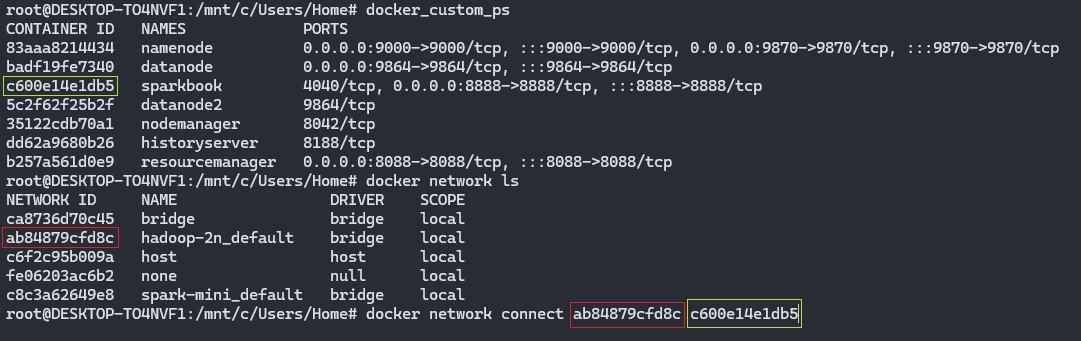 root@DESKTOP-TO4NVF1:/mnt/c/Users/Home# docker_custom_ps
CONTAINER ID   NAMES             PORTS
83aaa8214434   namenode          0.0.0.0:9000->9000/tcp, :::9000->9000/tcp, 0.0.0.0:9870->9870/tcp, :::9870->9870/tcp
badf19fe7340   datanode          0.0.0.0:9864->9864/tcp, :::9864->9864/tcp
c600e14e1db5   sparkbook         4040/tcp, 0.0.0.0:8888->8888/tcp, :::8888->8888/tcp
5c2f62f25b2f   datanode2         9864/tcp
35122cdb70a1   nodemanager       8042/tcp
dd62a9680b26   historyserver     8188/tcp
b257a561d0e9   resourcemanager   0.0.0.0:8088->8088/tcp, :::8088->8088/tcp
root@DESKTOP-TO4NVF1:/mnt/c/Users/Home# docker network ls
NETWORK ID     NAME                 DRIVER    SCOPE
ca8736d70c45   bridge               bridge    local
ab84879cfd8c   hadoop-2n_default    bridge    local
c6f2c95b009a   host                 host      local
fe06203ac6b2   none                 null      local
c8c3a62649e8   spark-mini_default   bridge    local
root@DESKTOP-TO4NVF1:/mnt/c/Users/Home# docker network connect ab84879cfd8c c600e14e1db5